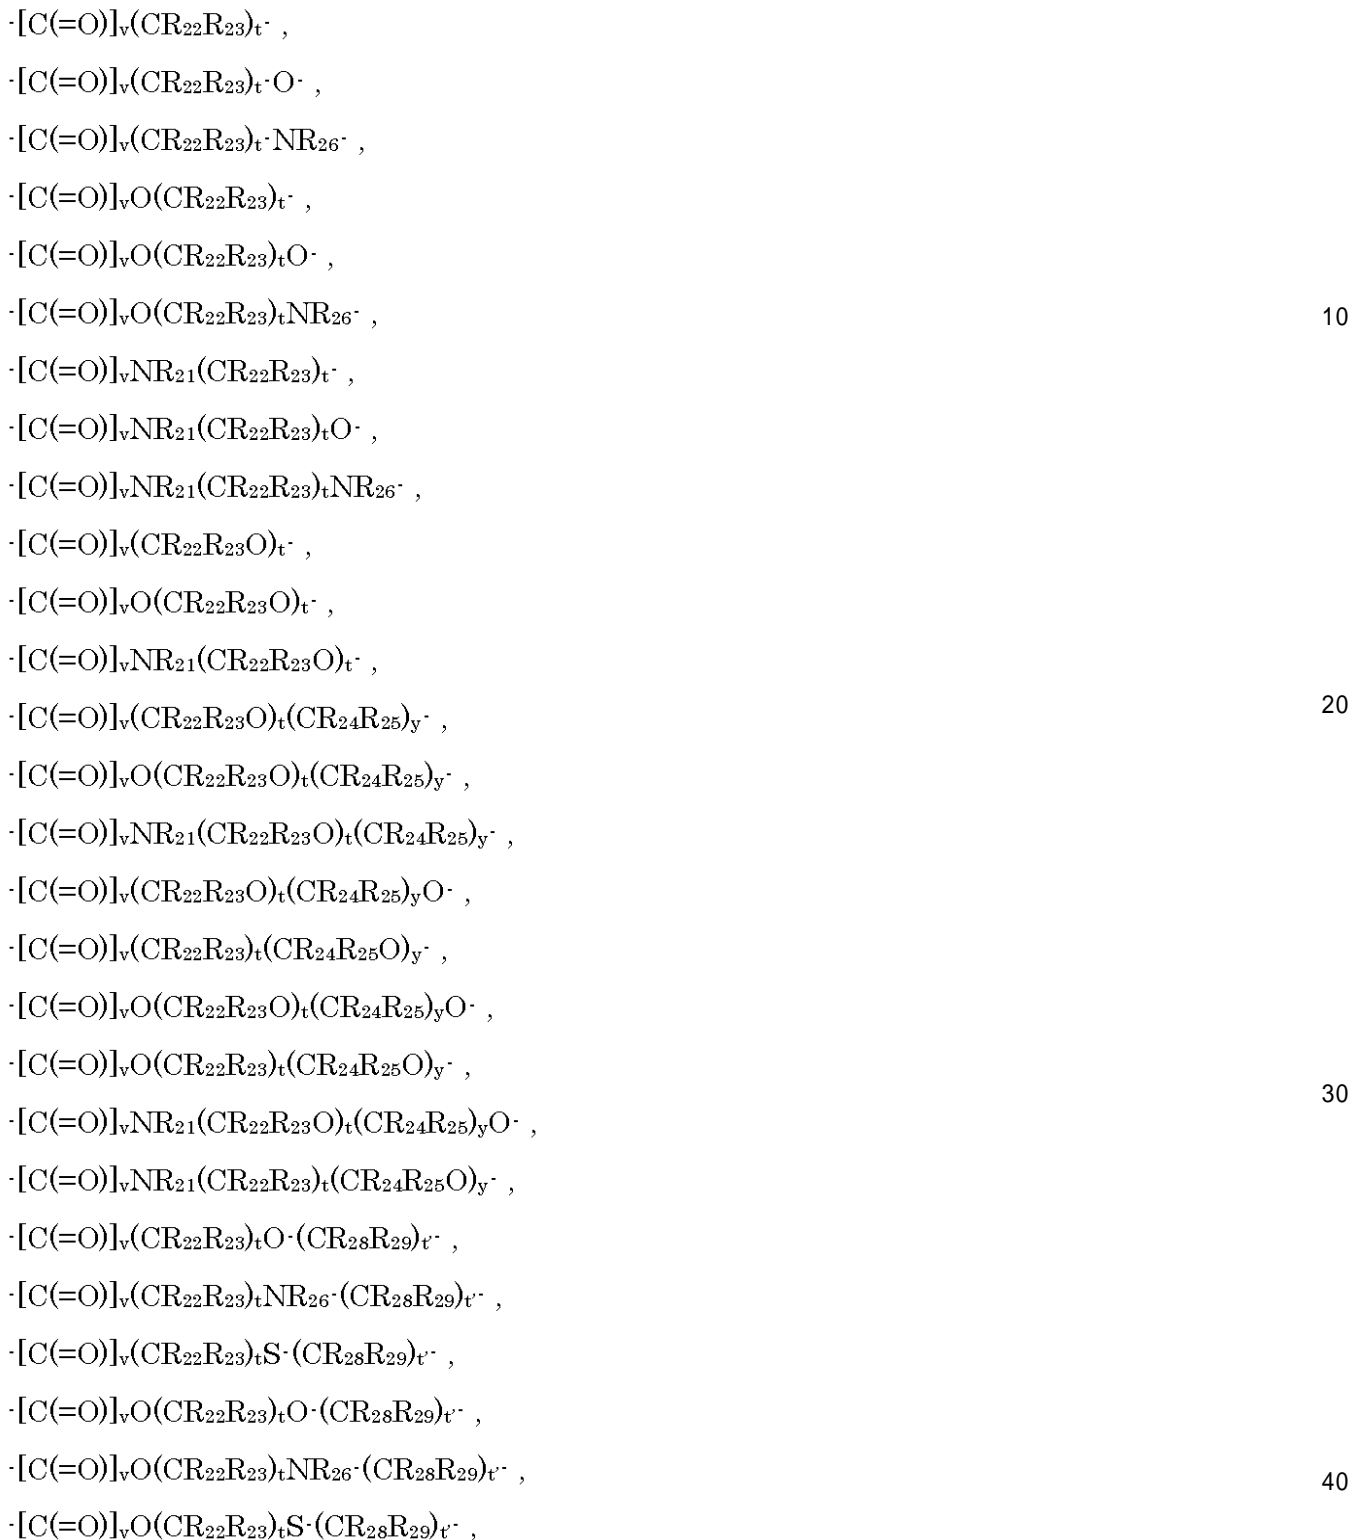 -[C(=O)]v(CR22R23)t- ,
-[C(=O)]v(CR22R23)t-O- ,
-[C(=O)]v(CR22R23)t-NR26- ,
-[C(=O)]vO(CR22R23)t- ,
-[C(=O)]vO(CR22R23)tO- ,
-[C(=O)]vO(CR22R23)tNR26- , 10
-[C(=O)]vNR21(CR22R23)t- ,
-[C(=O)]vNR21(CR22R23)tO- ,
-[C(=O)]vNR21(CR22R23)tNR26- ,
-[C(=O)]v(CR22R23O)t- ,
-[C(=O)]vO(CR22R23O)t- ,
-[C(=O)]vNR21(CR22R23O)t- ,
-[C(=O)]v(CR22R23O)t(CR24R25)y- , 20
-[C(=O)]vO(CR22R23O)t(CR24R25)y- ,
-[C(=O)]vNR21(CR22R23O)t(CR24R25)y- ,
-[C(=O)]v(CR22R23O)t(CR24R25)yO- ,
-[C(=O)]v(CR22R23)t(CR24R25O)y- ,
-[C(=O)]vO(CR22R23O)t(CR24R25)yO- ,
-[C(=O)]vO(CR22R23)t(CR24R25O)y- , 30
-[C(=O)]vNR21(CR22R23O)t(CR24R25)yO- ,
-[C(=O)]vNR21(CR22R23)t(CR24R25O)y- ,
-[C(=O)]v(CR22R23)tO-(CR28R29)t'- ,
-[C(=O)]v(CR22R23)tNR26-(CR28R29)t'- ,
-[C(=O)]v(CR22R23)tS-(CR28R29)t'- ,
-[C(=O)]vO(CR22R23)tO-(CR28R29)t'- ,
-[C(=O)]vO(CR22R23)tNR26-(CR28R29)t'- , 40
-[C(=O)]vO(CR22R23)tS-(CR28R29)t'- ,